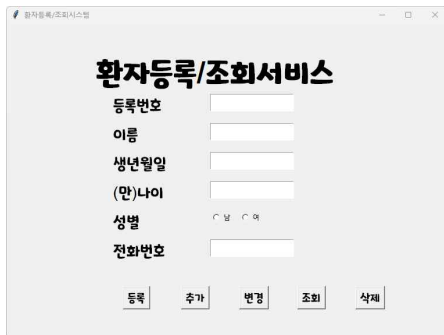 환자등록/조회시스템
환자등록/조회서비스
등록번호
이름
생년월일
(만)나이
성별 남 여
전화번호
등록 추가 변경 조회 삭제